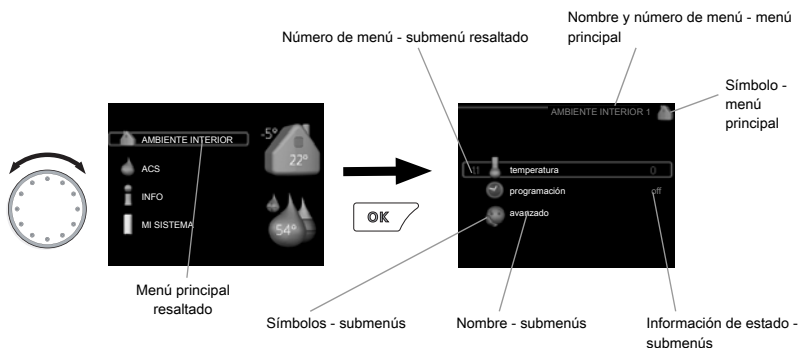 Nombre y número de menú - menú
principal
Número de menú - submenú resaltado
Símbolo -
menú
principal
AMBIENTE INTERIOR
-5°
22°
ACS
INFO
MI SISTEMA
54°
OK
AMBIENTE INTERIOR 1
1.1 temperatura 0
programación off
avanzado
Menú principal
resaltado
Símbolos - submenús
Nombre - submenús
Información de estado -
submenús